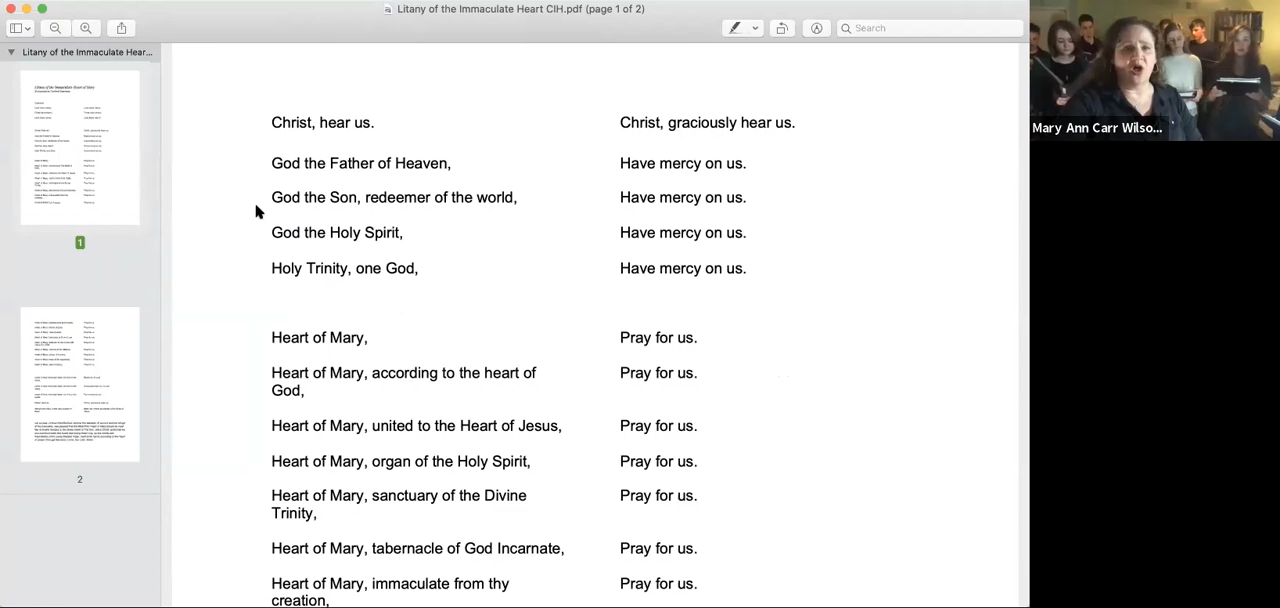 Litany of the Immaculate Heart CIH.pdf (page 1 of 2)
Search
Litany of the Immaculate Hear...
Litany of the Immaculate Heart of Mary
1
2
Christ, hear us. Christ, graciously hear us.
God the Father of Heaven, Have mercy on us.
God the Son, redeemer of the world, Have mercy on us.
God the Holy Spirit, Have mercy on us.
Holy Trinity, one God, Have mercy on us.
Heart of Mary, Pray for us.
Heart of Mary, according to the heart of Pray for us.
God,
Heart of Mary, united to the Heart of Jesus, Pray for us.
Heart of Mary, organ of the Holy Spirit, Pray for us.
Heart of Mary, sanctuary of the Divine Pray for us.
Trinity,
Heart of Mary, tabernacle of God Incarnate, Pray for us.
Heart of Mary, immaculate from thy Pray for us.
creation,
Mary Ann Carr Wilso...